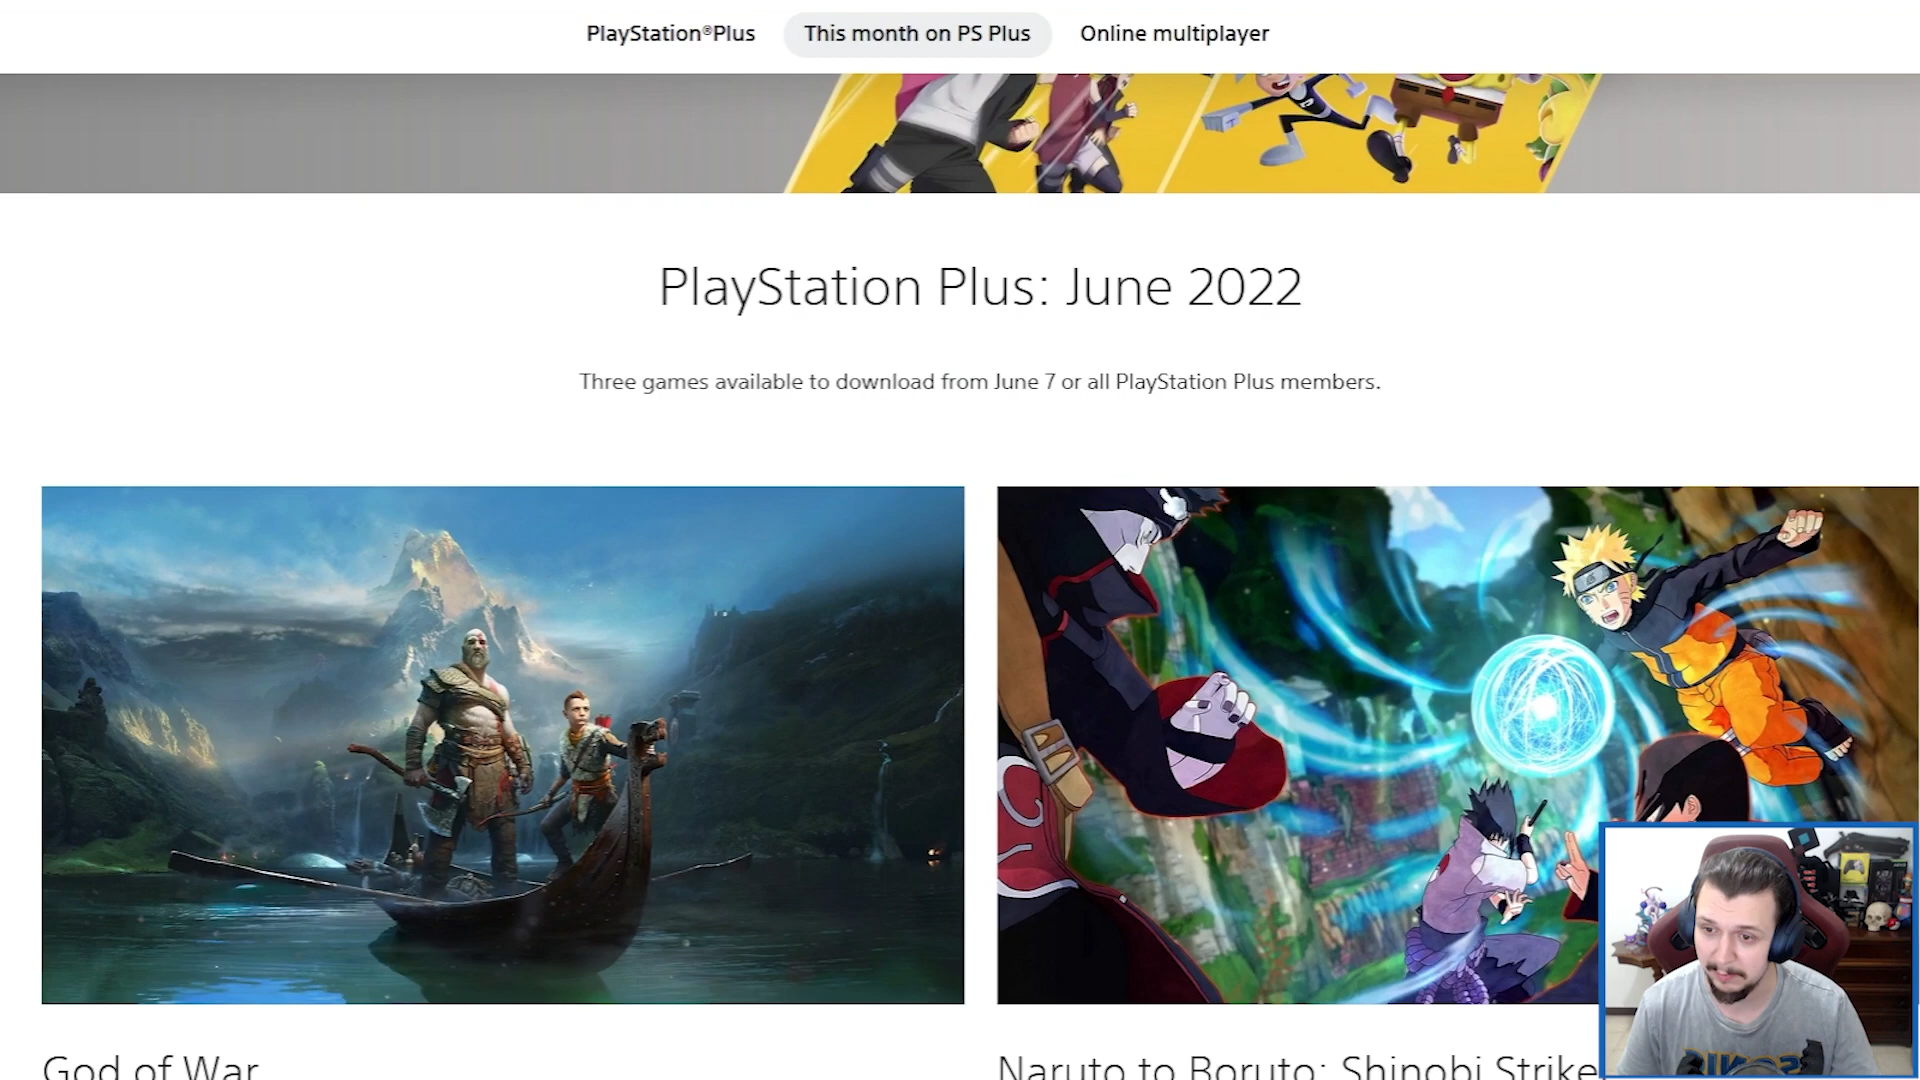 PlayStation®Plus
This month on PS Plus
Online multiplayer
PlayStation Plus: June 2022
Three games available to download from June 7 or all PlayStation Plus members.
God of War
Naruto to Boruto: Shinobi Strike